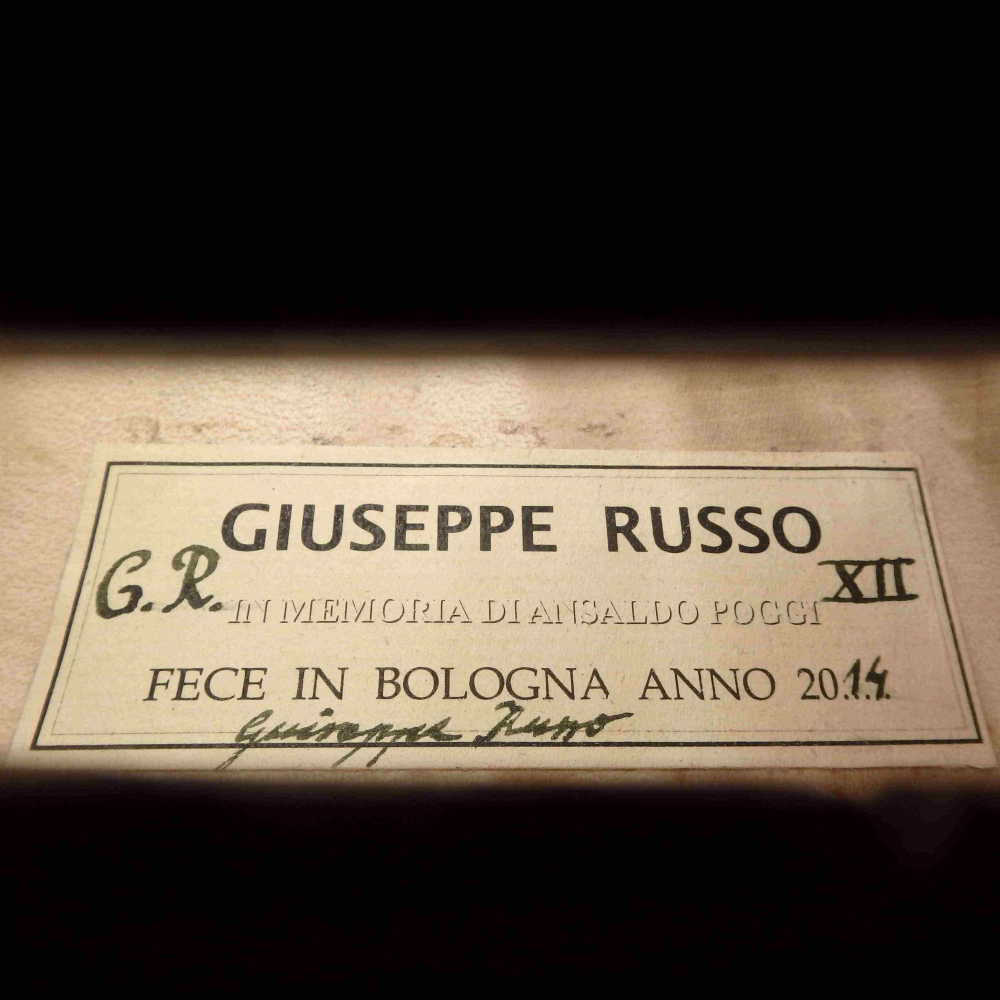 GIUSEPPE RUSSO
G.R.
XII
IN MEMORIA DI ANSALDO POGGI
FECE IN BOLOGNA ANNO 2014.
Giuseppe Russo